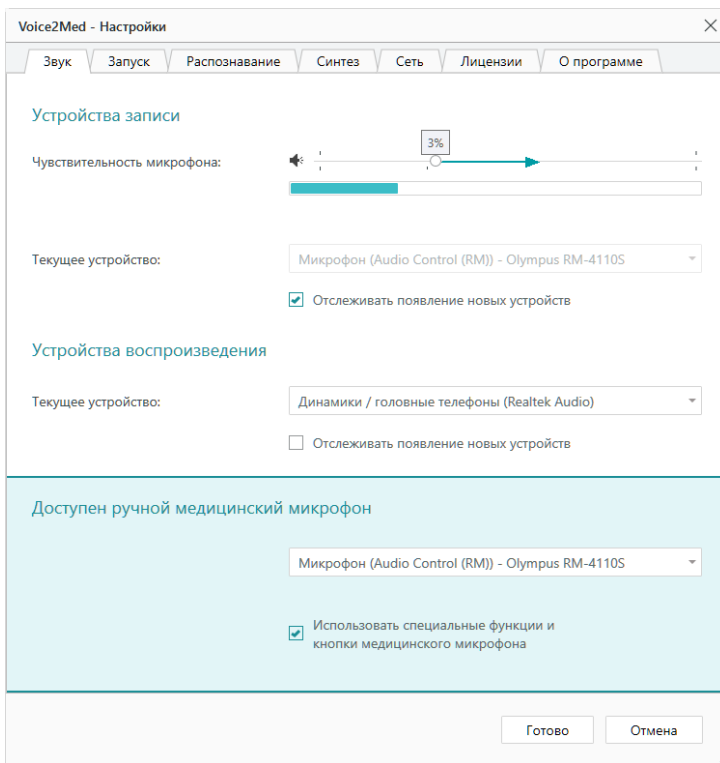 Voice2Med - Настройки
Звук Запуск Распознавание Синтез Сеть Лицензии О программе
Устройства записи
3%
Чувствительность микрофона:
Текущее устройство: Микрофон (Audio Control (RM)) - Olympus RM-4110S
Отслеживать появление новых устройств
Устройства воспроизведения
Текущее устройство: Динамики / головные телефоны (Realtek Audio)
Отслеживать появление новых устройств
Доступен ручной медицинский микрофон
Микрофон (Audio Control (RM)) - Olympus RM-4110S
Использовать специальные функции и
кнопки медицинского микрофона
Готово Отмена